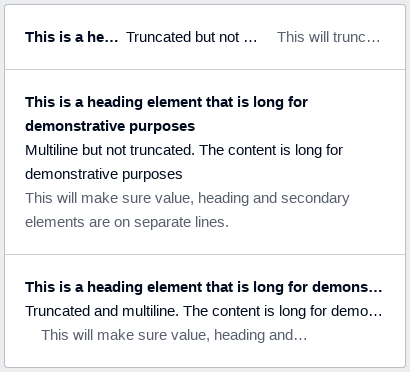 This is a he… Truncated but not … This will trunc…
This is a heading element that is long for
demonstrative purposes
Multiline but not truncated. The content is long for
demonstrative purposes
This will make sure value, heading and secondary
elements are on separate lines.
This is a heading element that is long for demons…
Truncated and multiline. The content is long for demo…
This will make sure value, heading and…